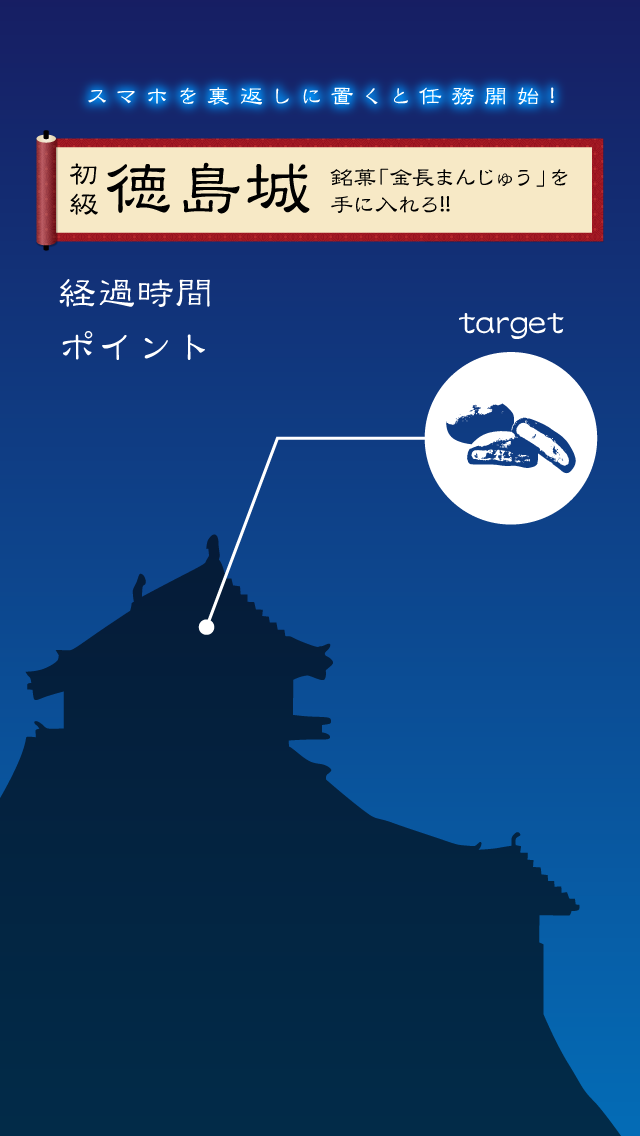 スマホを裏返しに置くと任務開始!
初級
徳島城
銘菓「金長まんじゅう」を
手に入れろ!!
経過時間
ポイント
target